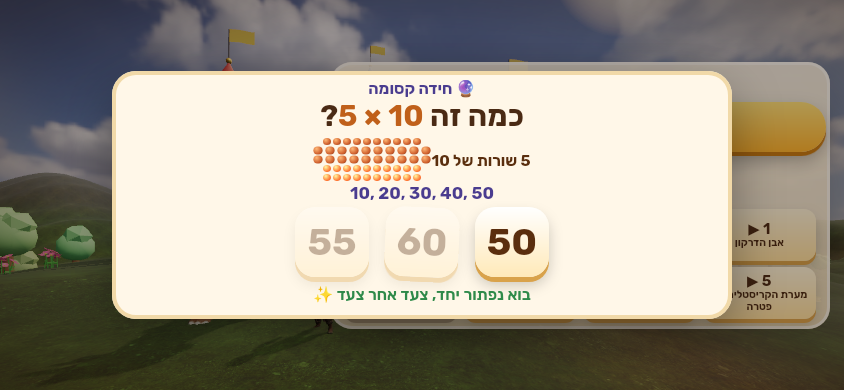 🔮 חידה קסומה
כמה זה 10 × 5?
5 שורות של 10
10, 20, 30, 40, 50
50
60
55
בוא נפתור יחד, צעד אחר צעד ✨
1 ▶
אבן הדרקון
5 ▶
מערת
פטרה